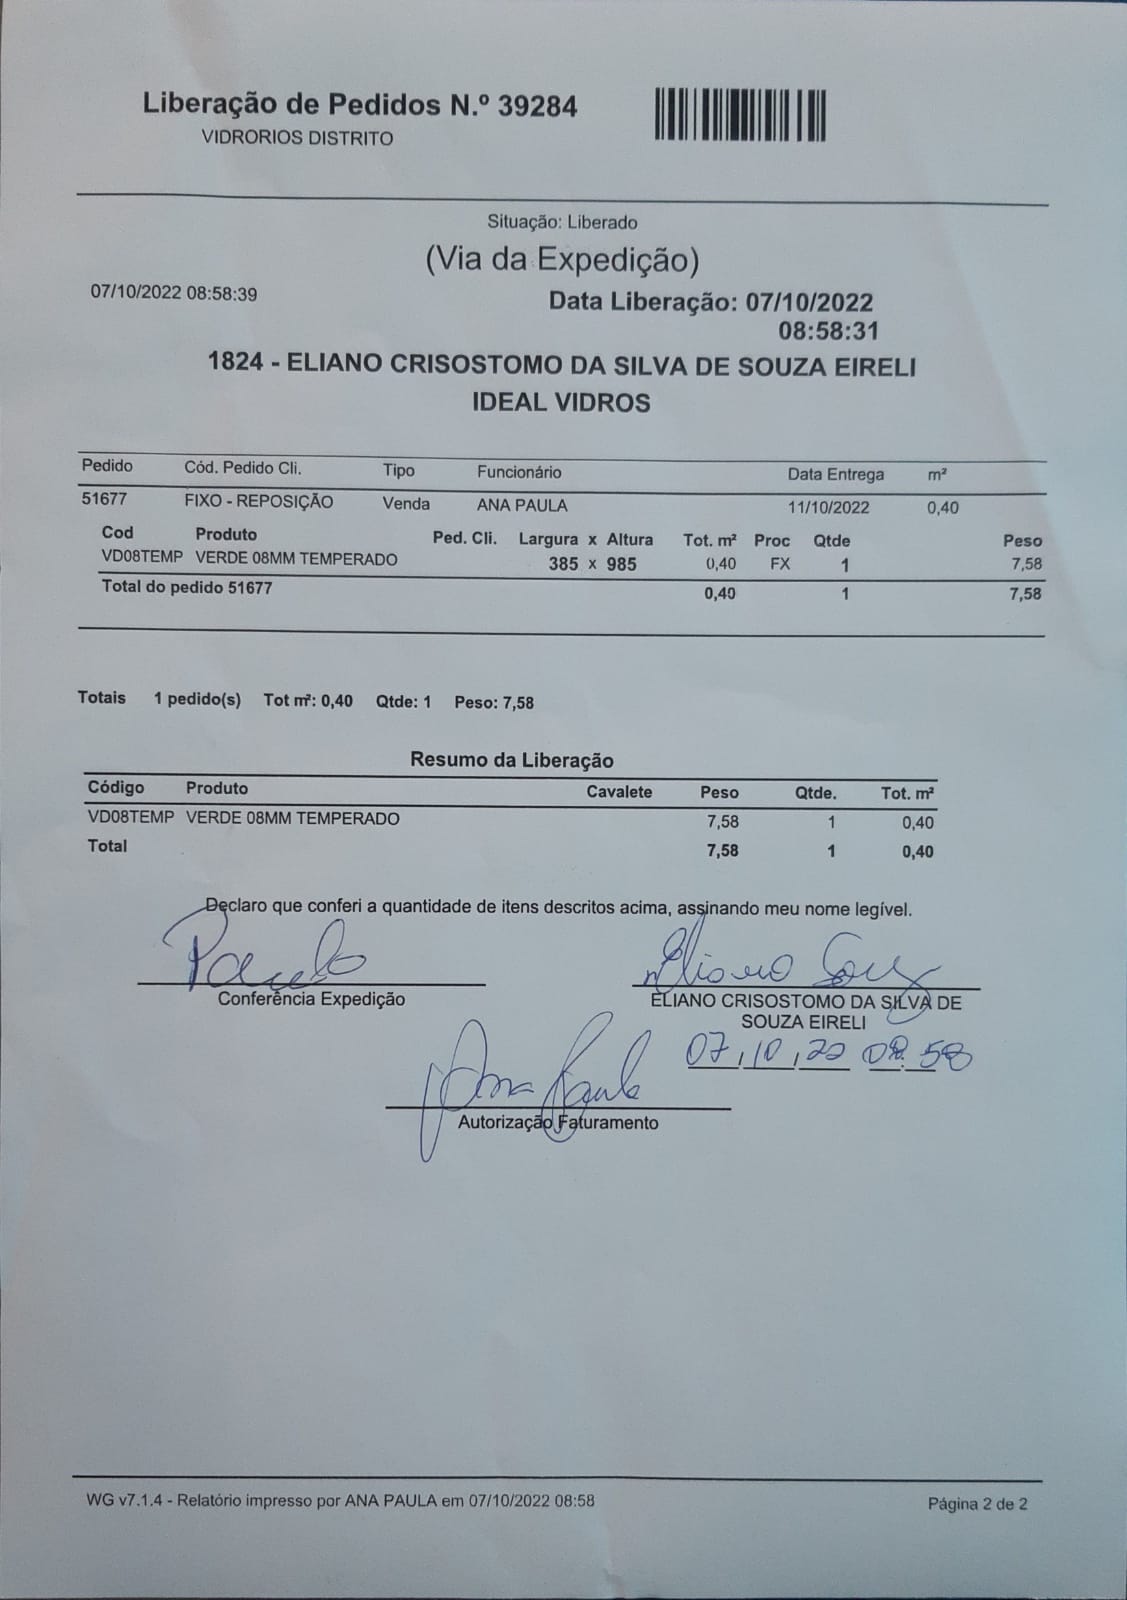 Liberação de Pedidos N.º 39284
VIDRORIOS DISTRITO
Situação: Liberado
(Via da Expedição)
07/10/2022 08:58:39
Data Liberação: 07/10/2022
08:58:31
1824 - ELIANO CRISOSTOMO DA SILVA DE SOUZA EIRELI
IDEAL VIDROS
Pedido Cód. Pedido Cli. Tipo Funcionário Data Entrega m²
51677 FIXO - REPOSIÇÃO Venda ANA PAULA 11/10/2022 0,40
Cod Produto Ped. Cli. Largura x Altura Tot. m² Proc Qtde Peso
VD08TEMP VERDE 08MM TEMPERADO 385 x 985 0,40 FX 1 7,58
Total do pedido 51677 0,40 1 7,58
Totais 1 pedido(s) Tot m²: 0,40 Qtde: 1 Peso: 7,58
Resumo da Liberação
Código Produto Cavalete Peso Qtde. Tot. m²
VD08TEMP VERDE 08MM TEMPERADO 7,58 1 0,40
Total 7,58 1 0,40
Declaro que conferi a quantidade de itens descritos acima, assinando meu nome legível.
Eliano Souz
Conferência Expedição
ELIANO CRISOSTOMO DA SILVA DE
SOUZA EIRELI
07,10,22 08:58
Ana Paula
Autorização Faturamento
WG v7.1.4 - Relatório impresso por ANA PAULA em 07/10/2022 08:58
Página 2 de 2